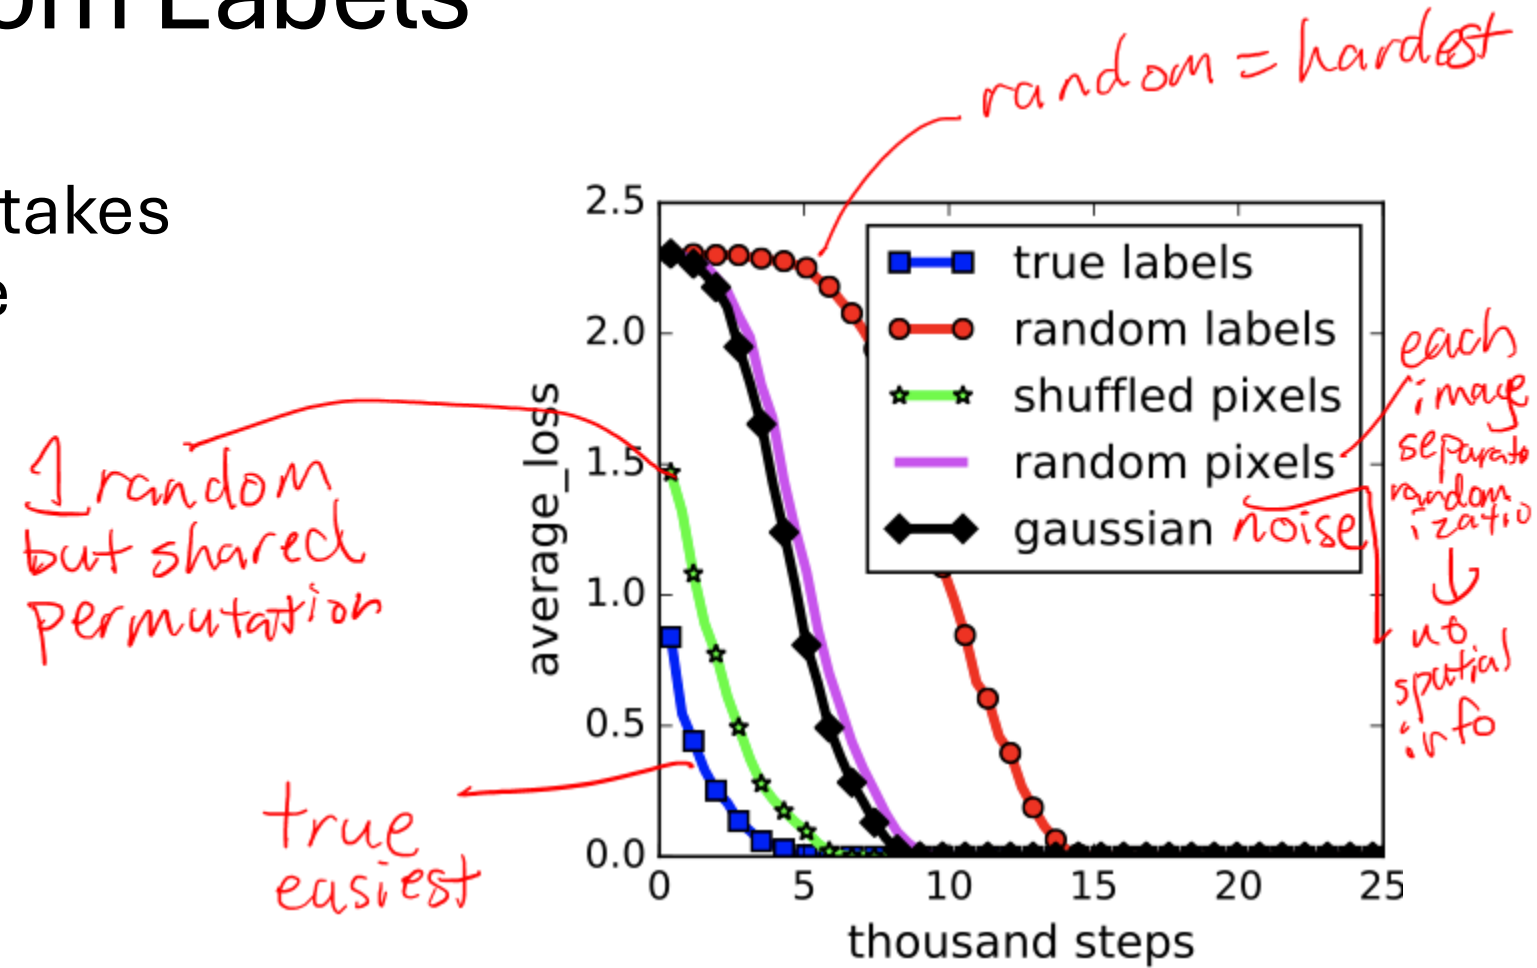 om Labels
takes
e
random = hardest
2.5
2.0
1.5
1.0
0.5
0.0
average_loss
true labels
random labels
shuffled pixels
random pixels
gaussian noise
each
image
separate
random
izatio
↓
no
spatial
info
1 random
but shared
permutation
true
easiest
0 5 10 15 20 25
thousand steps